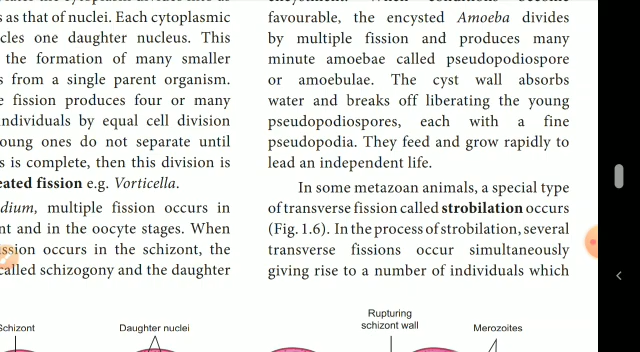 s as that of nuclei. Each cytoplasmic
cles one daughter nucleus. This
the formation of many smaller
s from a single parent organism.
e fission produces four or many
individuals by equal cell division
oung ones do not separate until
s is complete, then this division is
eated fission e.g. Vorticella.
dium, multiple fission occurs in
nt and in the oocyte stages. When
ssion occurs in the schizont, the
called schizogony and the daughter
favourable, the encysted Amoeba divides
by multiple fission and produces many
minute amoebae called pseudopodiospore
or amoebulae. The cyst wall absorbs
water and breaks off liberating the young
pseudopodiospores, each with a fine
pseudopodia. They feed and grow rapidly to
lead an independent life.
In some metazoan animals, a special type
of transverse fission called strobilation occurs
(Fig. 1.6). In the process of strobilation, several
transverse fissions occur simultaneously
giving rise to a number of individuals which
Schizont
Daughter nuclei
Rupturing
schizont wall
Merozoites